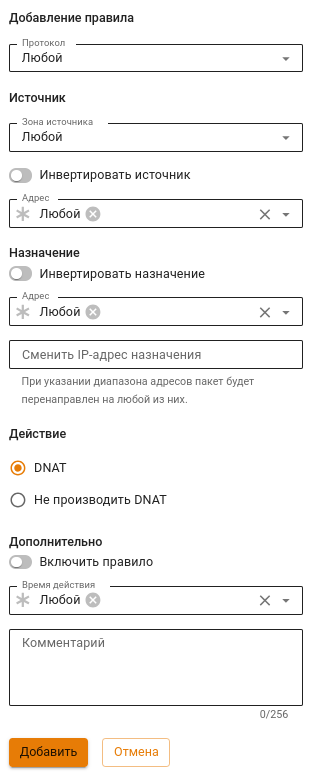 Добавление правила
Протокол
Любой
Источник
Зона источника
Любой
Инвертировать источник
Адрес
Любой
Назначение
Инвертировать назначение
Адрес
Любой
Сменить IP-адрес назначения
При указании диапазона адресов пакет будет
перенаправлен на любой из них.
Действие
DNAT
Не производить DNAT
Дополнительно
Включить правило
Время действия
Любой
Комментарий
0/256
Добавить
Отмена